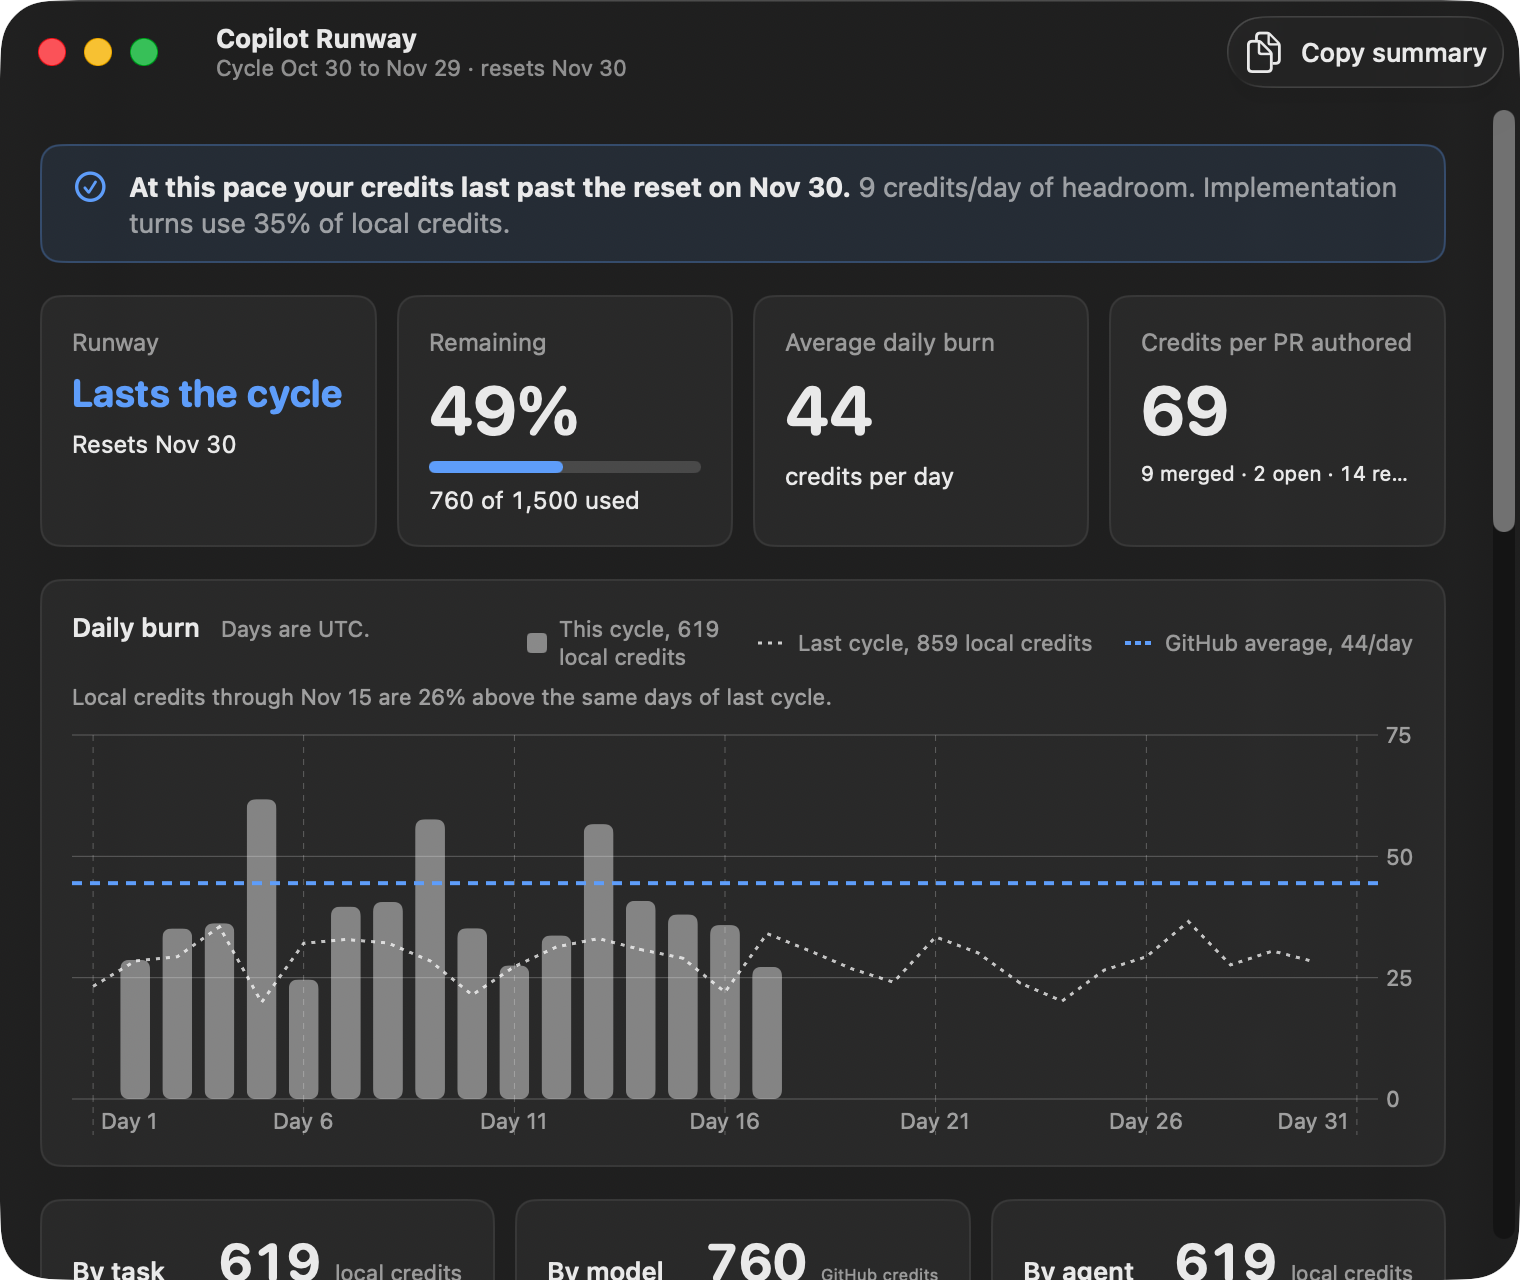 Copilot Runway
Cycle Oct 30 to Nov 29 · resets Nov 30
Copy summary
At this pace your credits last past the reset on Nov 30. 9 credits/day of headroom. Implementation
turns use 35% of local credits.
Runway
Lasts the cycle
Resets Nov 30
Remaining
49%
760 of 1,500 used
Average daily burn
44
credits per day
Credits per PR authored
69
9 merged · 2 open · 14 re...
Daily burn Days are UTC.
This cycle, 619
local credits
Last cycle, 859 local credits
GitHub average, 44/day
Local credits through Nov 15 are 26% above the same days of last cycle.
75
50
25
0
Day 1 Day 6 Day 11 Day 16 Day 21 Day 26 Day 31
By task 619 local credits
By model 760 GitHub credits
By agent 619 local credits